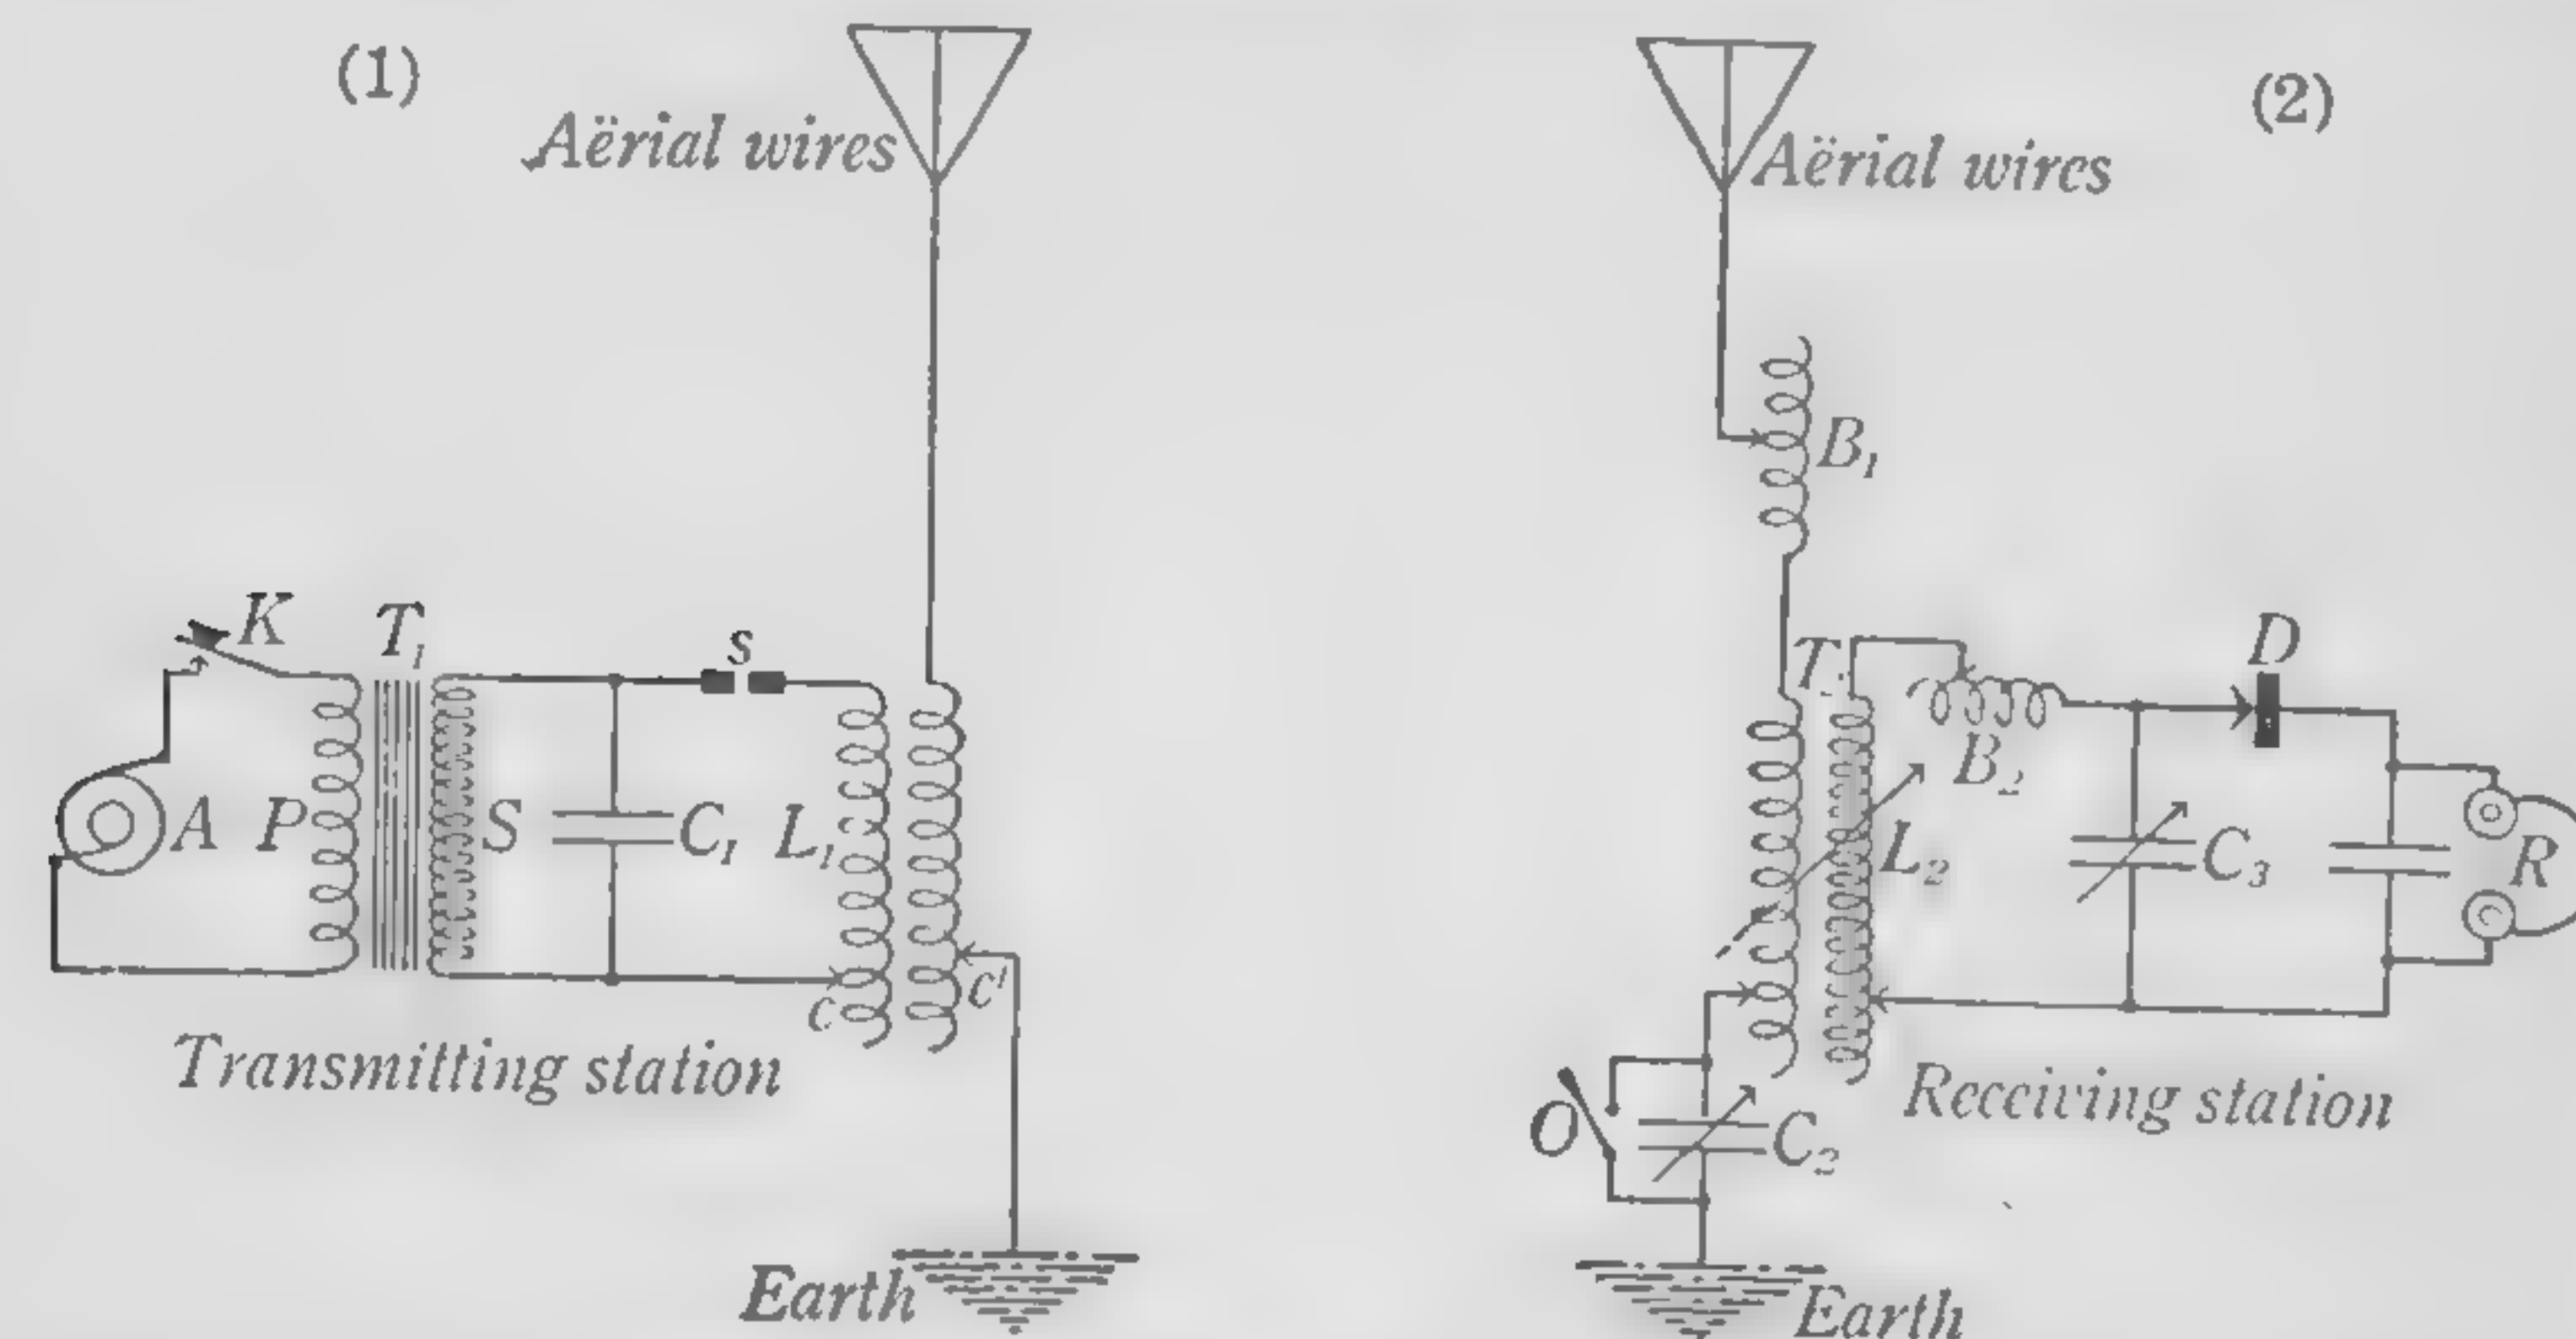 (1)
Aërial wires
K
T₁
s
A
P
S
C₁
L₁
c
c'
Transmitting station
Earth
(2)
Aërial wires
B₁
T
D
B₂
L₂
C₃
R
O
C₂
Receiving station
Earth